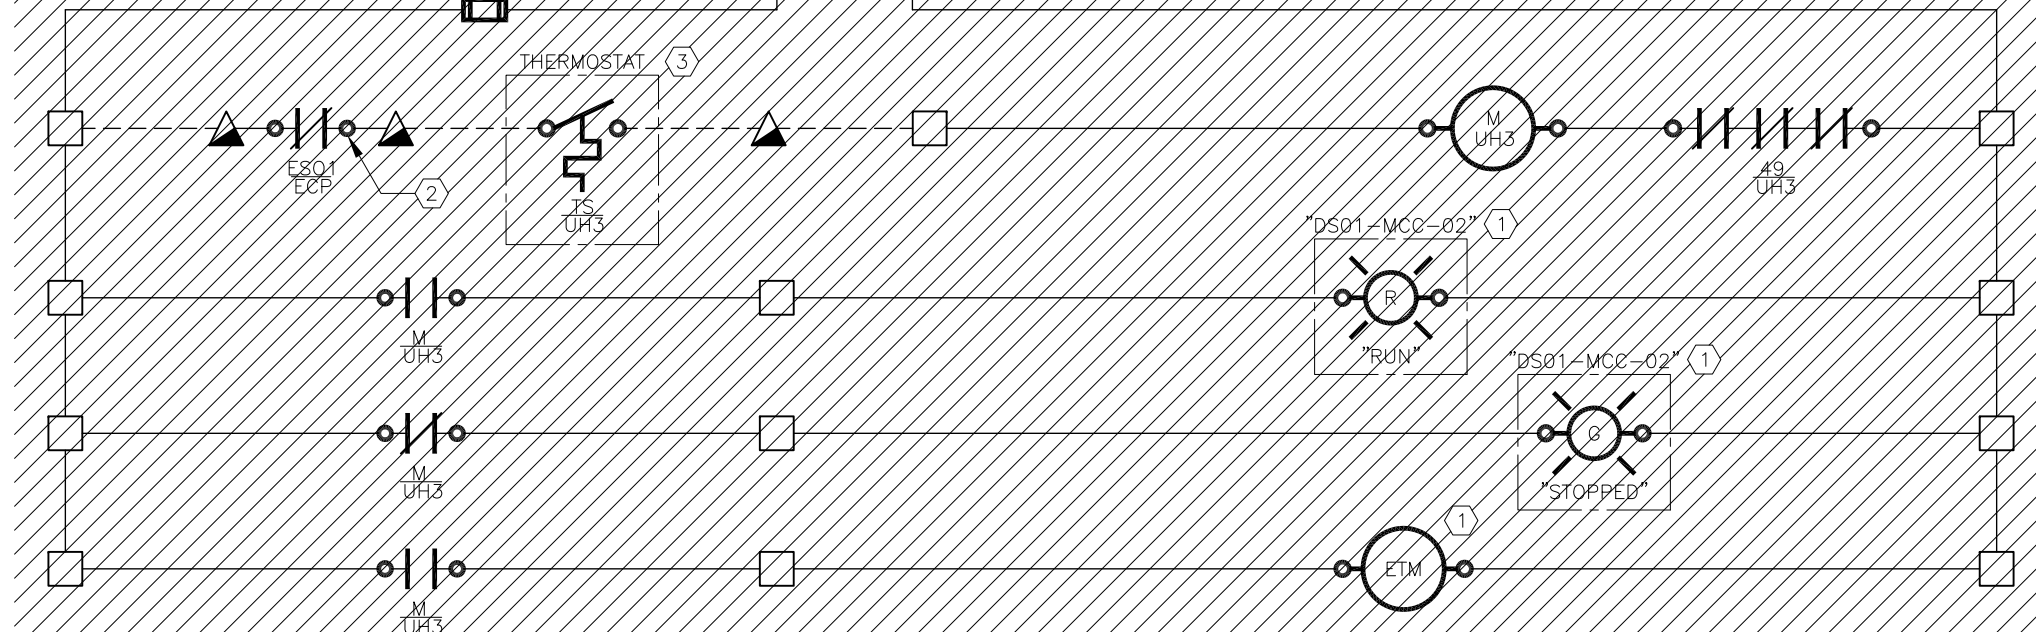 THERMOSTAT 3
M
UH3
ES01
ECP
2
49
UH3
TS
UH3
"DS01-MCC-02" 1
R
M
UH3
"RUN"
"DS01-MCC-02" 1
G
M
UH3
"STOPPED"
1
ETM
M
UH3